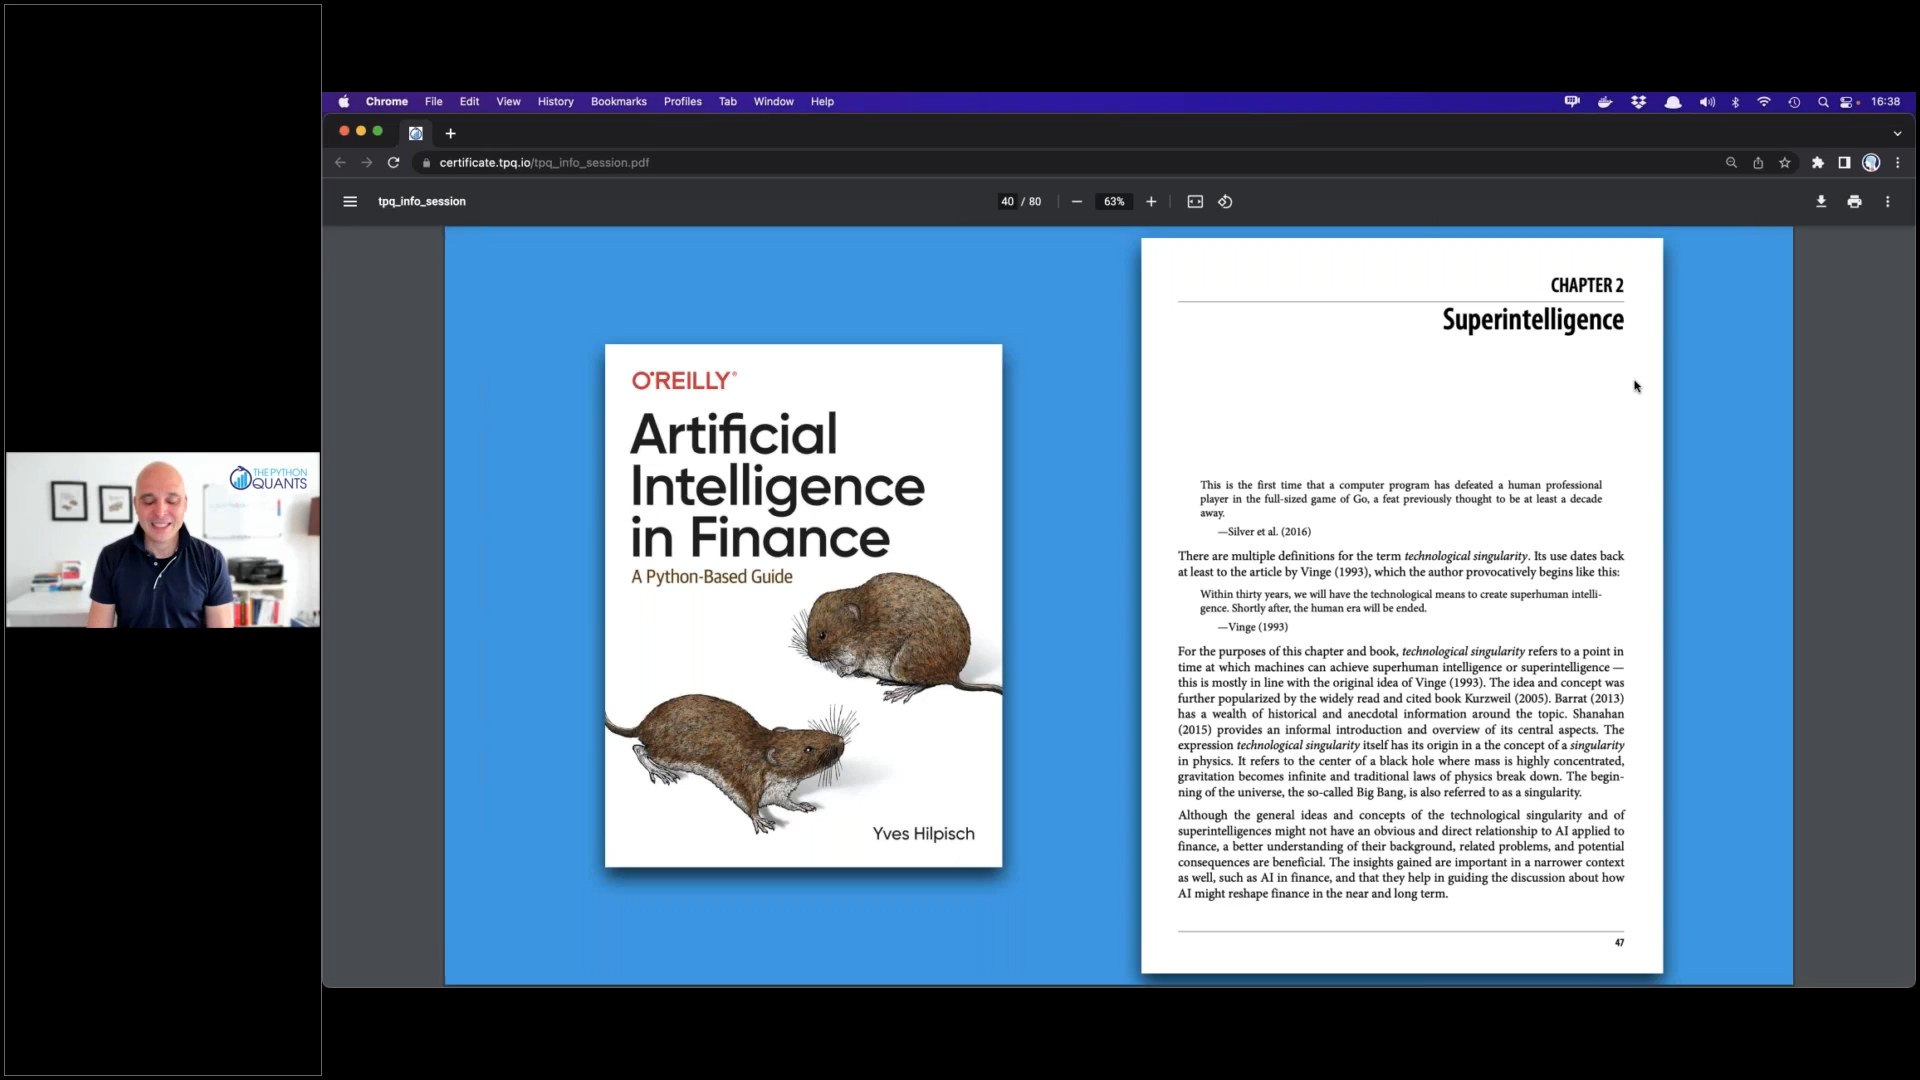 Chrome File Edit View History Bookmarks Profiles Tab Window Help 16:38
certificate.tpq.io/tpq_info_session.pdf
tpq_info_session 40 / 80 63%
THE PYTHON
QUANTS
O'REILLY®
Artificial
Intelligence
in Finance
A Python-Based Guide
Yves Hilpisch
CHAPTER 2
Superintelligence
This is the first time that a computer program has defeated a human professional
player in the full-sized game of Go, a feat previously thought to be at least a decade
away.
—Silver et al. (2016)
There are multiple definitions for the term technological singularity. Its use dates back
at least to the article by Vinge (1993), which the author provocatively begins like this:
Within thirty years, we will have the technological means to create superhuman intelli-
gence. Shortly after, the human era will be ended.
—Vinge (1993)
For the purposes of this chapter and book, technological singularity refers to a point in
time at which machines can achieve superhuman intelligence or superintelligence —
this is mostly in line with the original idea of Vinge (1993). The idea and concept was
further popularized by the widely read and cited book Kurzweil (2005). Barrat (2013)
has a wealth of historical and anecdotal information around the topic. Shanahan
(2015) provides an informal introduction and overview of its central aspects. The
expression technological singularity itself has its origin in a the concept of a singularity
in physics. It refers to the center of a black hole where mass is highly concentrated,
gravitation becomes infinite and traditional laws of physics break down. The begin-
ning of the universe, the so-called Big Bang, is also referred to as a singularity.
Although the general ideas and concepts of the technological singularity and of
superintelligences might not have an obvious and direct relationship to AI applied to
finance, a better understanding of their background, related problems, and potential
consequences are beneficial. The insights gained are important in a narrower context
as well, such as AI in finance, and that they help in guiding the discussion about how
AI might reshape finance in the near and long term.
47